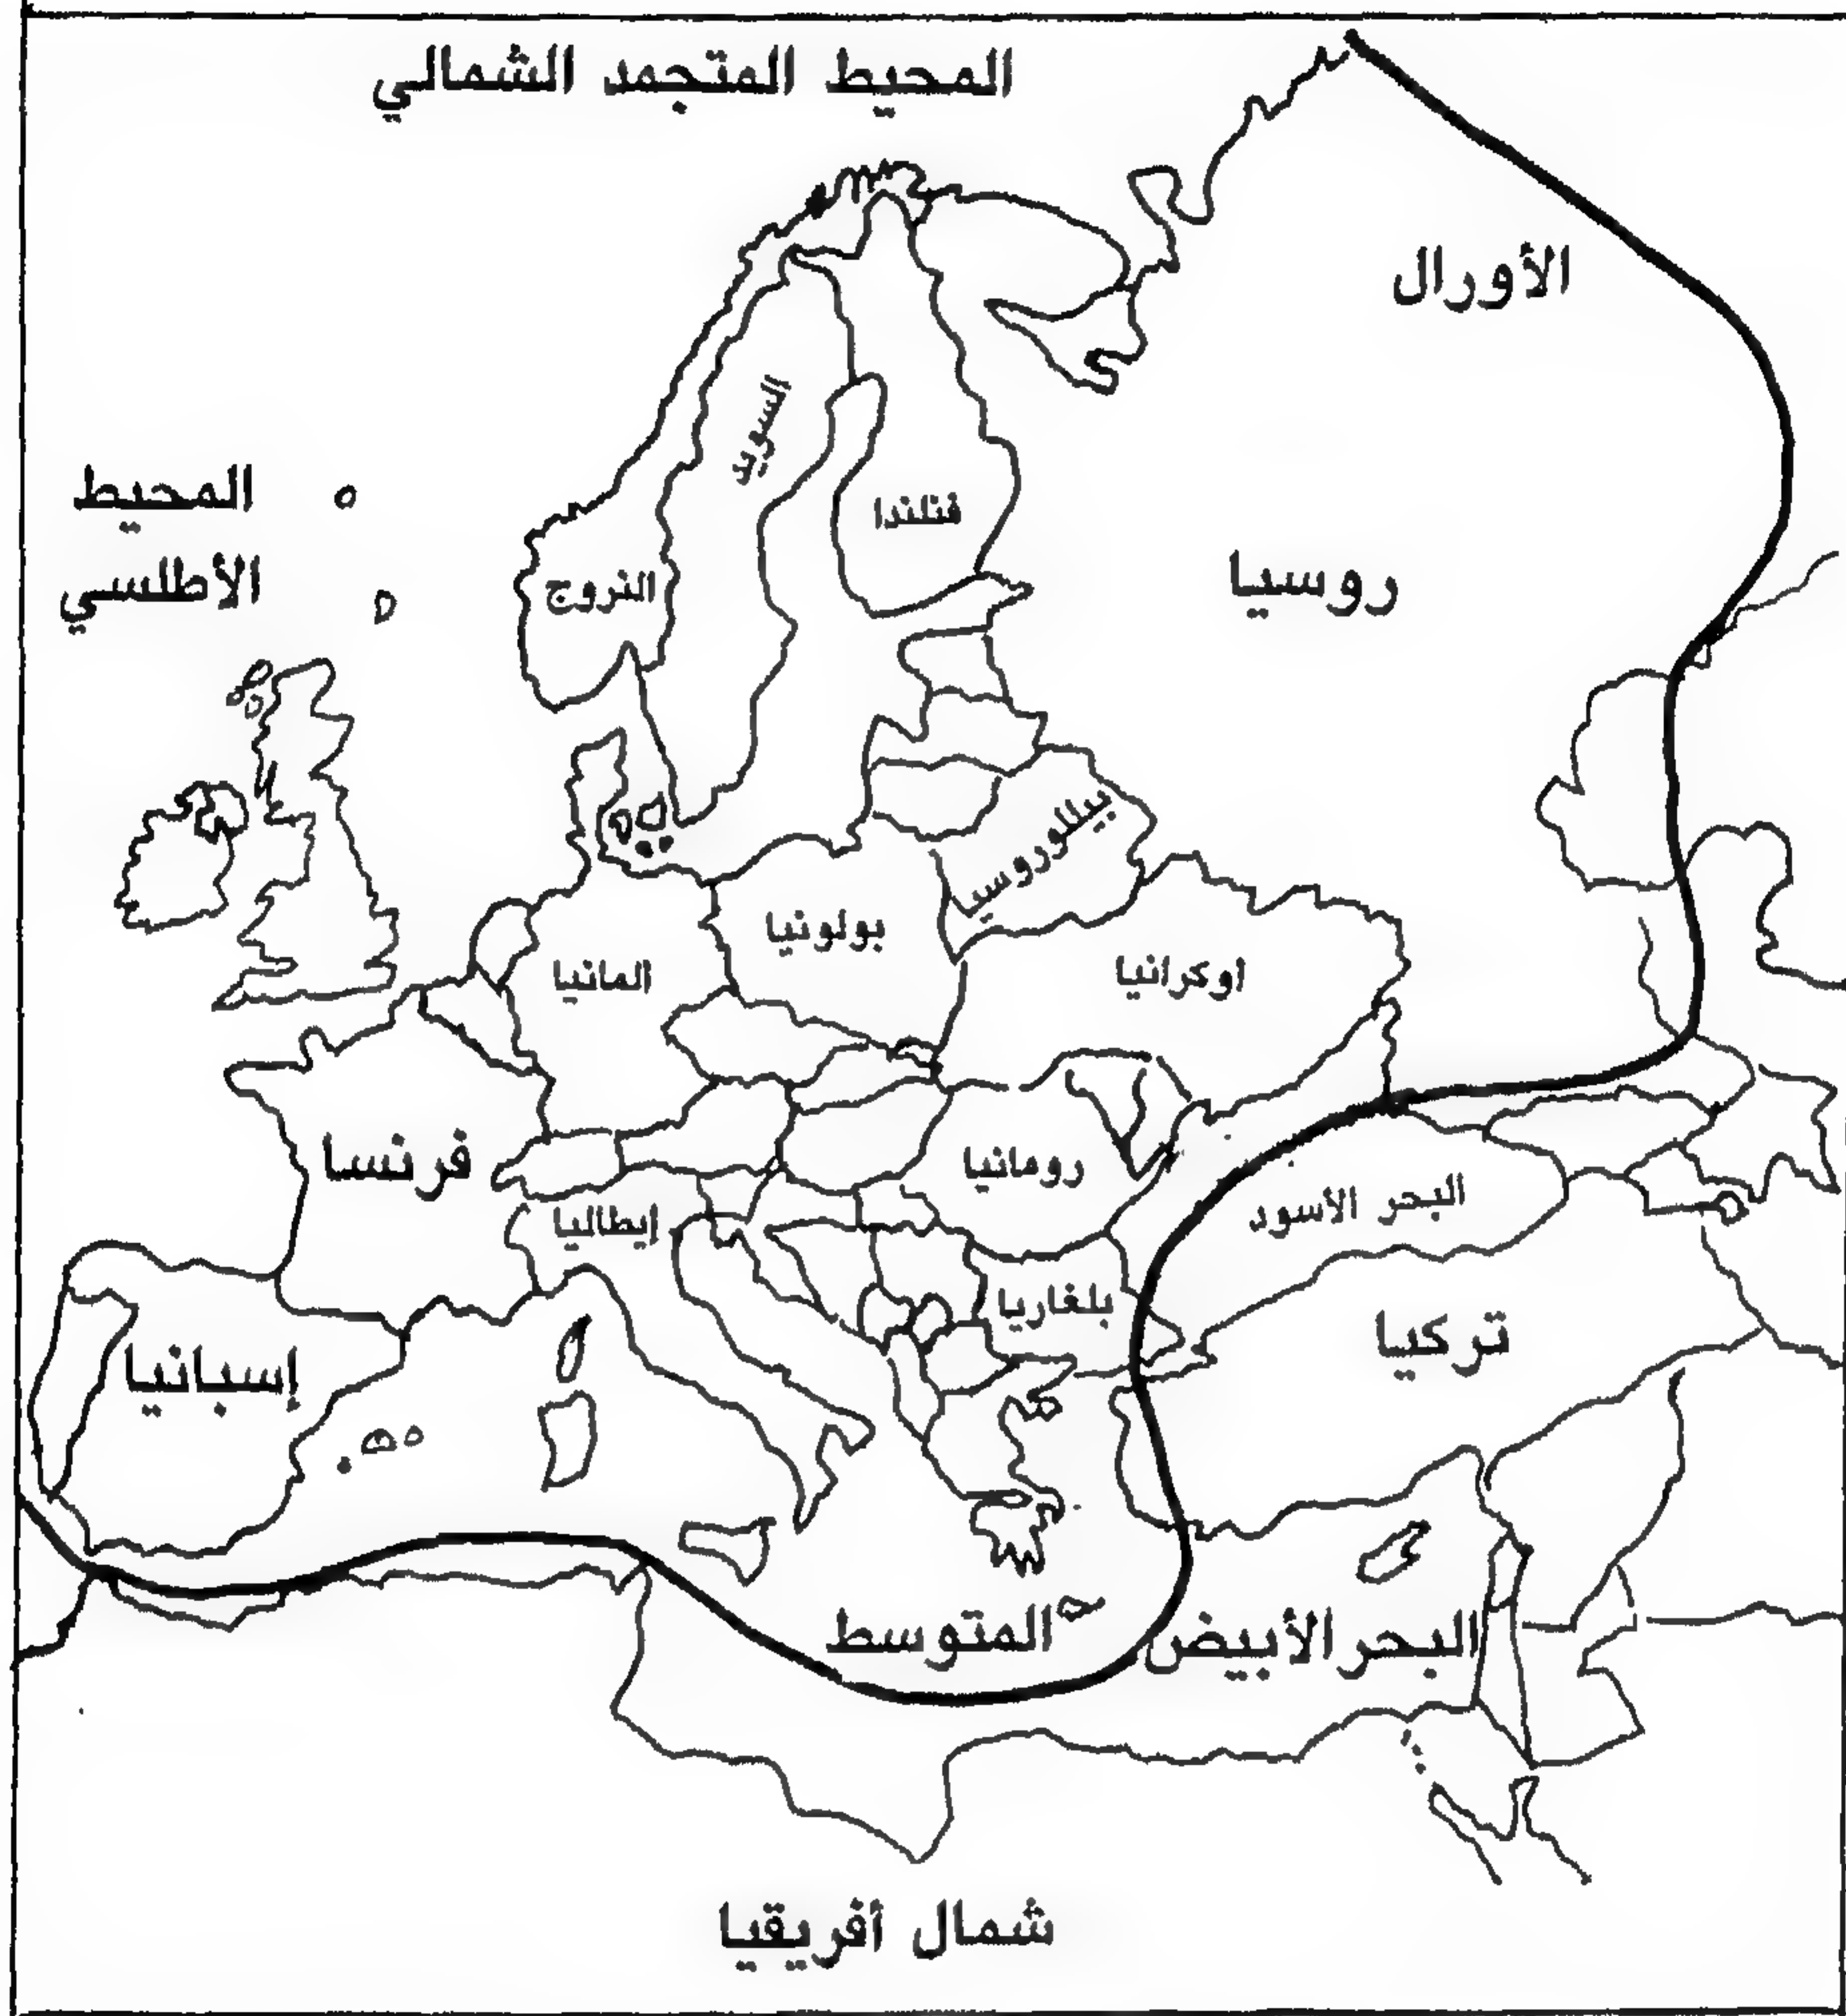 المحيط المتجمد الشمالي
الأورال
السويد
المحيط
الأطلسي
فنلندا
النروج
روسيا
بيللوروسيا
بولونيا
المانيا
اوكرانيا
فرنسا
رومانيا
البحر الأسود
إيطاليا
بلغاريا
تركيا
إسبانيا
البحر الأبيض المتوسط
شمال أفريقيا